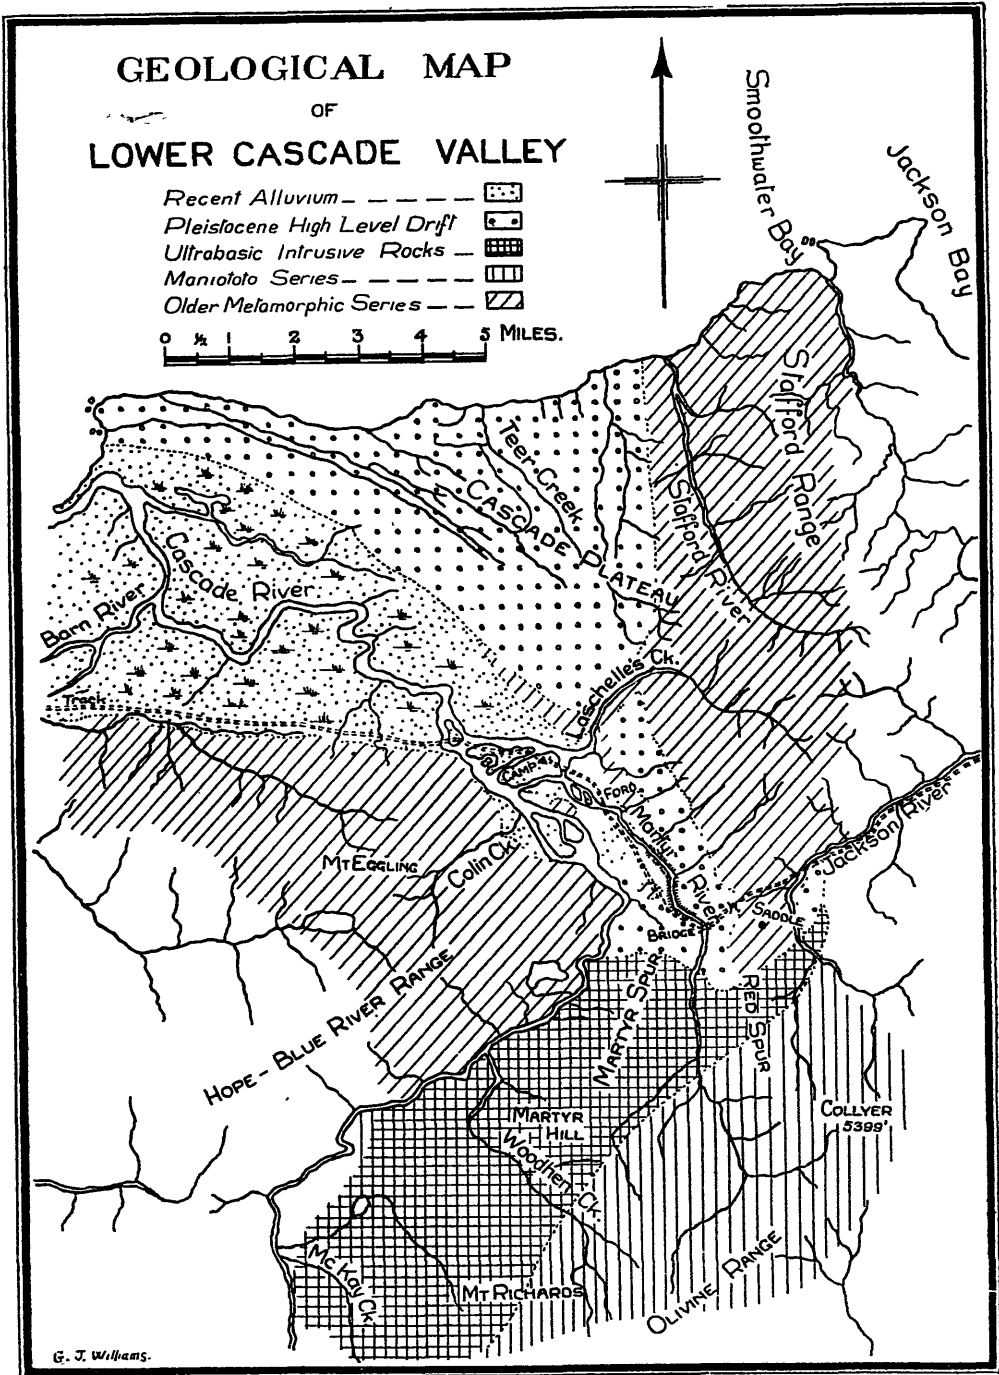 GEOLOGICAL MAP
OF
LOWER CASCADE VALLEY
Recent Alluvium
Pleistocene High Level Drift
Ultrabasic Intrusive Rocks
Maniototo Series
Older Metamorphic Series
0 ½ 1 2 3 4 5 MILES.
Smoothwater Bay
Jackson Bay
Stafford Range
Teer Creek
CASCADE PLATEAU
Stafford River
Cascade River
Barn River
Track
Laschelle's Ck.
CAMP
FORD
Martyr River
Jackson River
MT EGGLING
Colin Ck.
SADDLE
BRIDGE
HOPE - BLUE RIVER RANGE
MARTYR SPUR
RED SPUR
MARTYR HILL
COLLYER
5399'
Woodhen Ck.
McKay Ck
MT RICHARDS
OLIVINE RANGE
G. J. Williams.